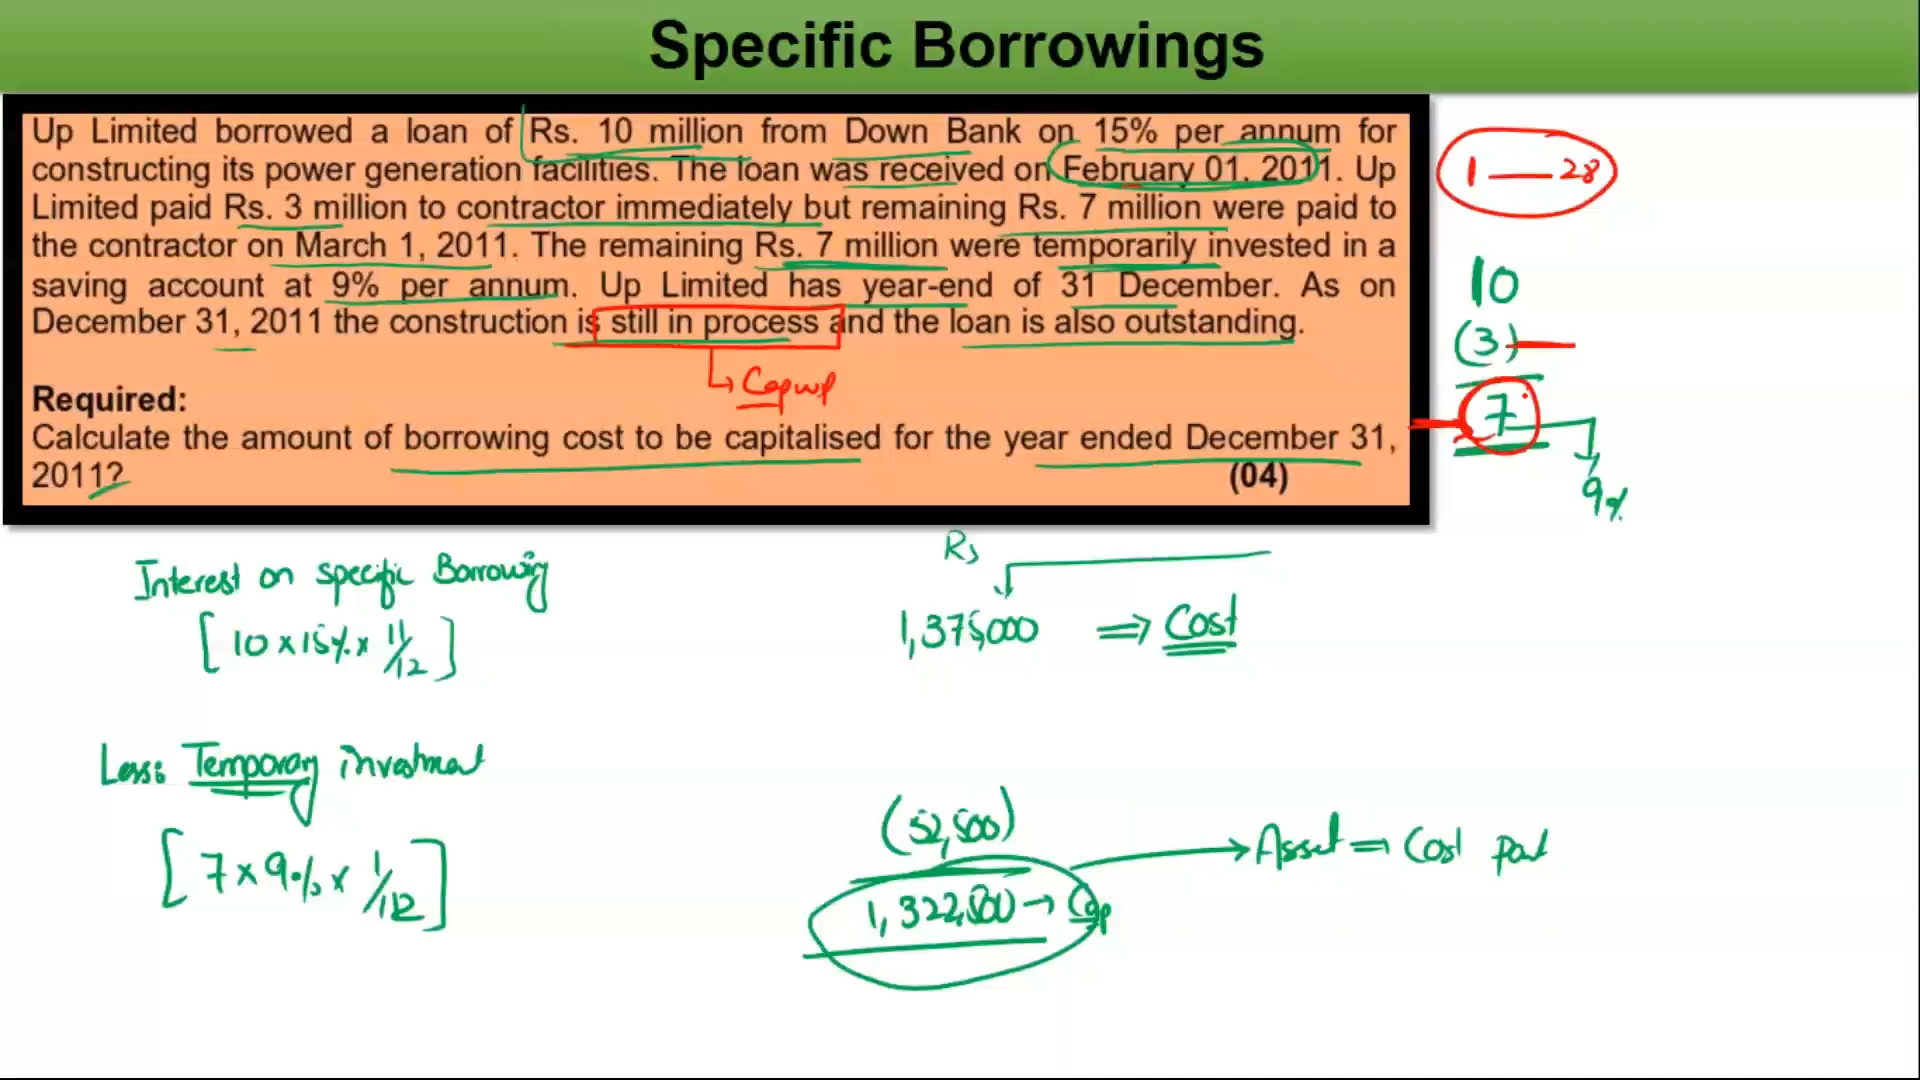 Specific Borrowings
Up Limited borrowed a loan of Rs. 10 million from Down Bank on 15% per annum for
constructing its power generation facilities. The loan was received on February 01, 2011. Up
Limited paid Rs. 3 million to contractor immediately but remaining Rs. 7 million were paid to
the contractor on March 1, 2011. The remaining Rs. 7 million were temporarily invested in a
saving account at 9% per annum. Up Limited has year-end of 31 December. As on
December 31, 2011 the construction is still in process and the loan is also outstanding.
Required:
Calculate the amount of borrowing cost to be capitalised for the year ended December 31,
2011?
(04)
1 — 28
10
(3)
7
9%
Cap wp
Interest on specific Borrowing
[10 x 15% x 11/12]
Rs
1,375,000 ⇒ Cost
Less: Temporary investment
[7 x 9% x 1/12]
(52,500)
1,322,500 → Cap
Asset ⇒ Cost part